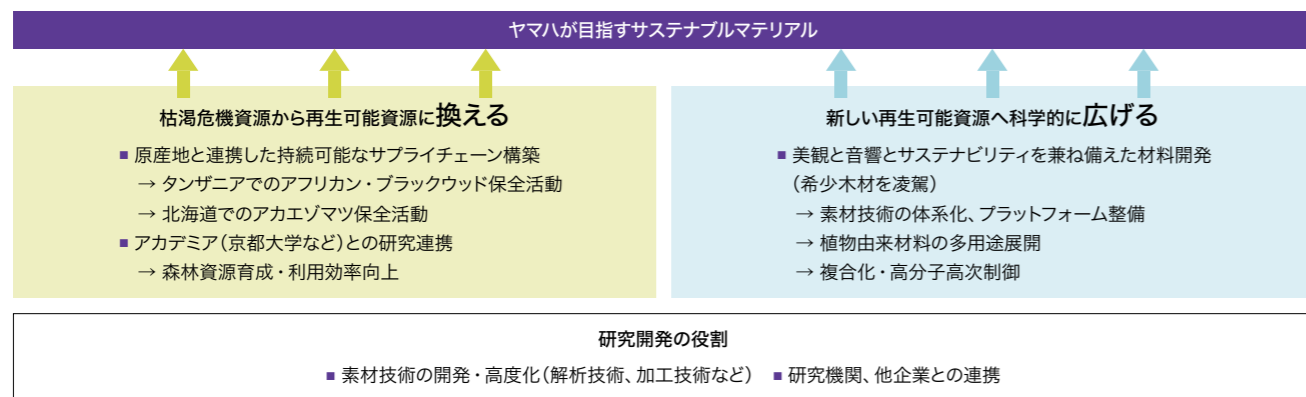 ヤマハが目指すサステナブルマテリアル
枯渇危機資源から再生可能資源に換える
■ 原産地と連携した持続可能なサプライチェーン構築
→ タンザニアでのアフリカン・ブラックウッド保全活動
→ 北海道でのアカエゾマツ保全活動
■ アカデミア（京都大学など）との研究連携
→ 森林資源育成・利用効率向上
新しい再生可能資源へ科学的に広げる
■ 美観と音響とサステナビリティを兼ね備えた材料開発
（希少木材を凌駕）
→ 素材技術の体系化、プラットフォーム整備
→ 植物由来材料の多用途展開
→ 複合化・高分子高次制御
研究開発の役割
■ 素材技術の開発・高度化（解析技術、加工技術など） ■ 研究機関、他企業との連携